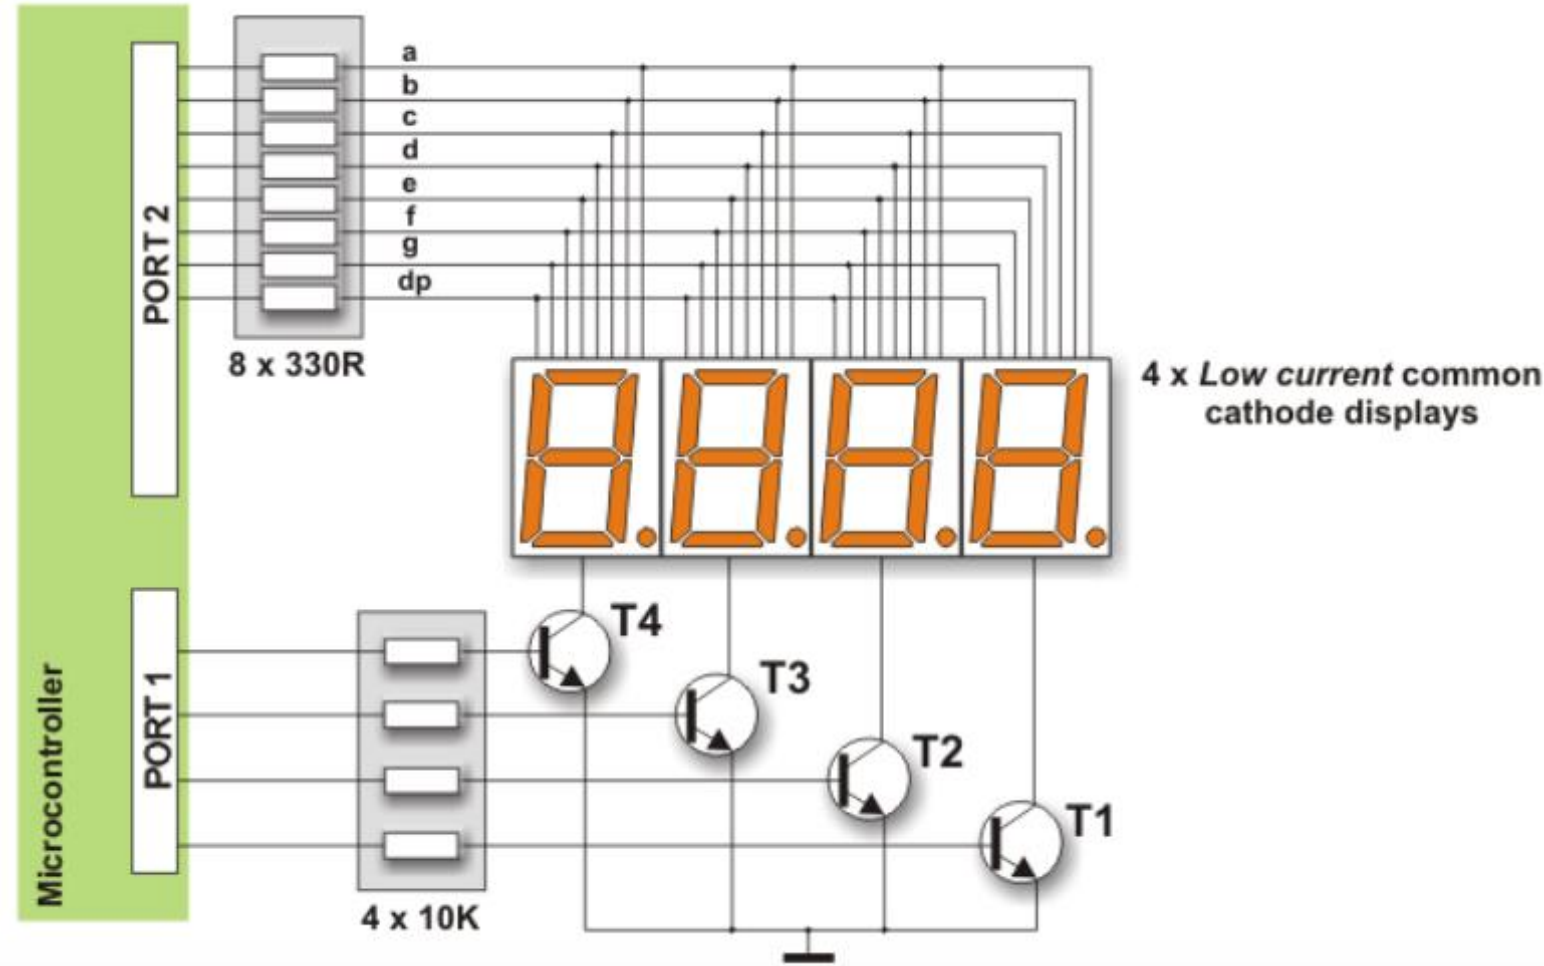 a
b
c
d
e
f
g
dp
PORT 2
8 x 330R
4 x Low current common
cathode displays
T4
T3
T2
T1
PORT 1
Microcontroller
4 x 10K